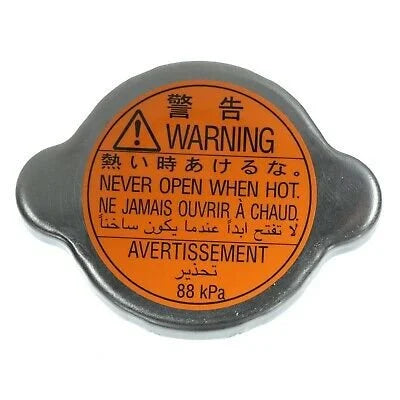 警告
WARNING
熱い時あけるな。
NEVER OPEN WHEN HOT.
NE JAMAIS OUVRIR À CHAUD.
لا تفتح ابداً عندما يكون ساخناً
AVERTISSEMENT
تحذير
88 kPa